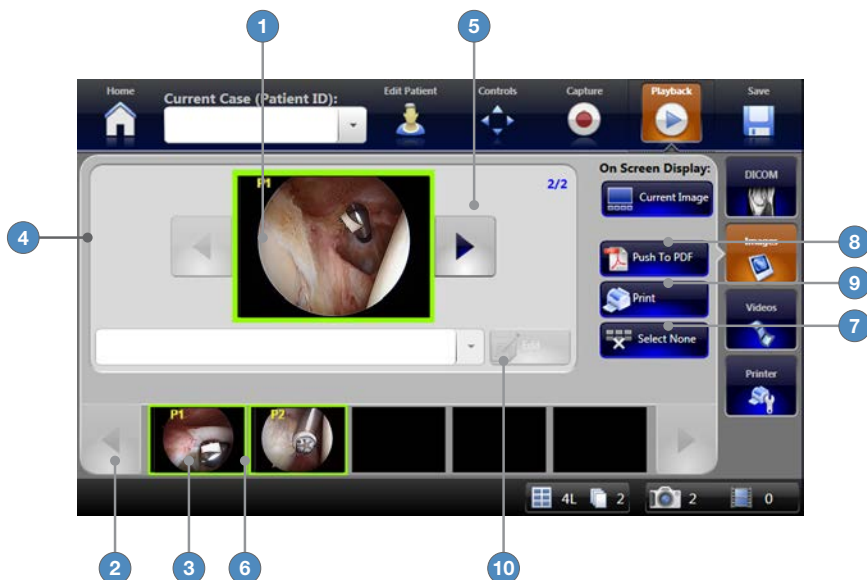 1
5
Home
Current Case (Patient ID):
Edit Patient
Controls
Capture
Playback
Save
On Screen Display:
DICOM
P1
2/2
Current Image
4
Images
8
Push To PDF
9
Print
Videos
7
Select None
Edit
Printer
P1
P2
4L
2
2
0
2
3
6
10